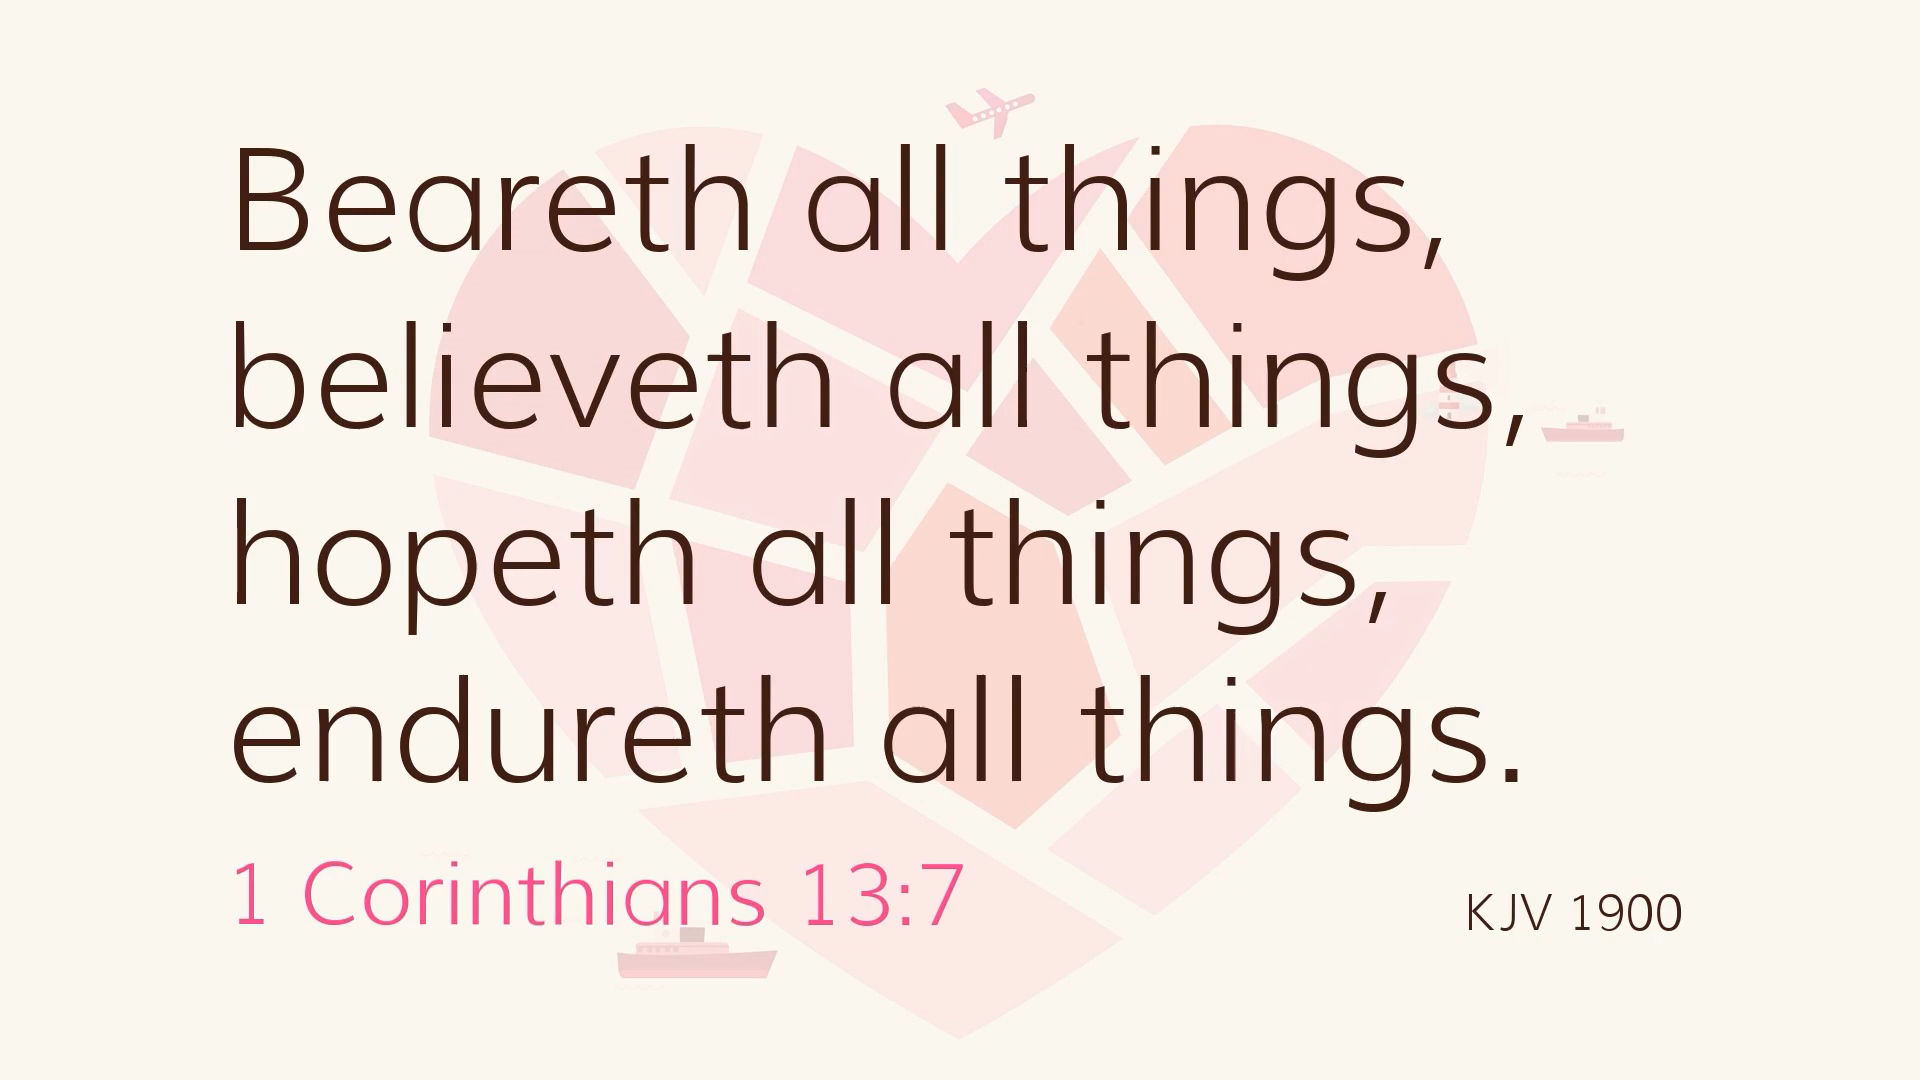 Beareth all things,
believeth all things,
hopeth all things,
endureth all things.
1 Corinthians 13:7
KJV 1900